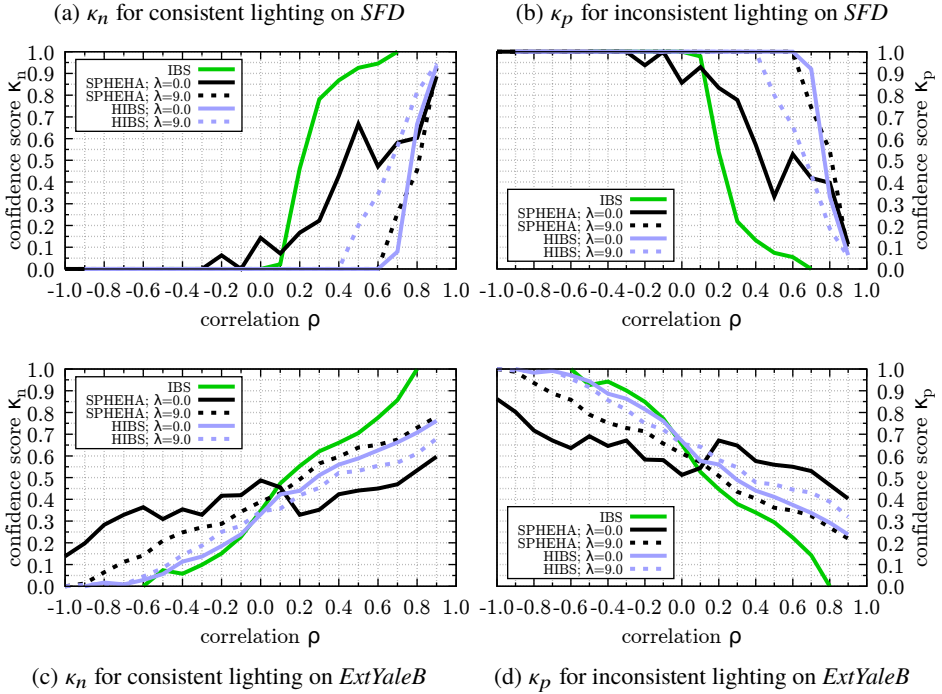 (a) κn for consistent lighting on SFD
(b) κp for inconsistent lighting on SFD
confidence score κn
1.0
0.9
0.8
0.7
0.6
0.5
0.4
0.3
0.2
0.1
0.0
IBS
SPHEHA; λ=0.0
SPHEHA; λ=9.0
HIBS; λ=0.0
HIBS; λ=9.0
-1.0 -0.8 -0.6 -0.4 -0.2 0.0 0.2 0.4 0.6 0.8 1.0
correlation ρ
IBS
SPHEHA; λ=0.0
SPHEHA; λ=9.0
HIBS; λ=0.0
HIBS; λ=9.0
-1.0 -0.8 -0.6 -0.4 -0.2 0.0 0.2 0.4 0.6 0.8 1.0
correlation ρ
1.0
0.9
0.8
0.7
0.6
0.5
0.4
0.3
0.2
0.1
0.0
confidence score κp
confidence score κn
1.0
0.9
0.8
0.7
0.6
0.5
0.4
0.3
0.2
0.1
0.0
IBS
SPHEHA; λ=0.0
SPHEHA; λ=9.0
HIBS; λ=0.0
HIBS; λ=9.0
-1.0 -0.8 -0.6 -0.4 -0.2 0.0 0.2 0.4 0.6 0.8 1.0
correlation ρ
IBS
SPHEHA; λ=0.0
SPHEHA; λ=9.0
HIBS; λ=0.0
HIBS; λ=9.0
-1.0 -0.8 -0.6 -0.4 -0.2 0.0 0.2 0.4 0.6 0.8 1.0
correlation ρ
1.0
0.9
0.8
0.7
0.6
0.5
0.4
0.3
0.2
0.1
0.0
confidence score κp
(c) κn for consistent lighting on ExtYaleB
(d) κp for inconsistent lighting on ExtYaleB